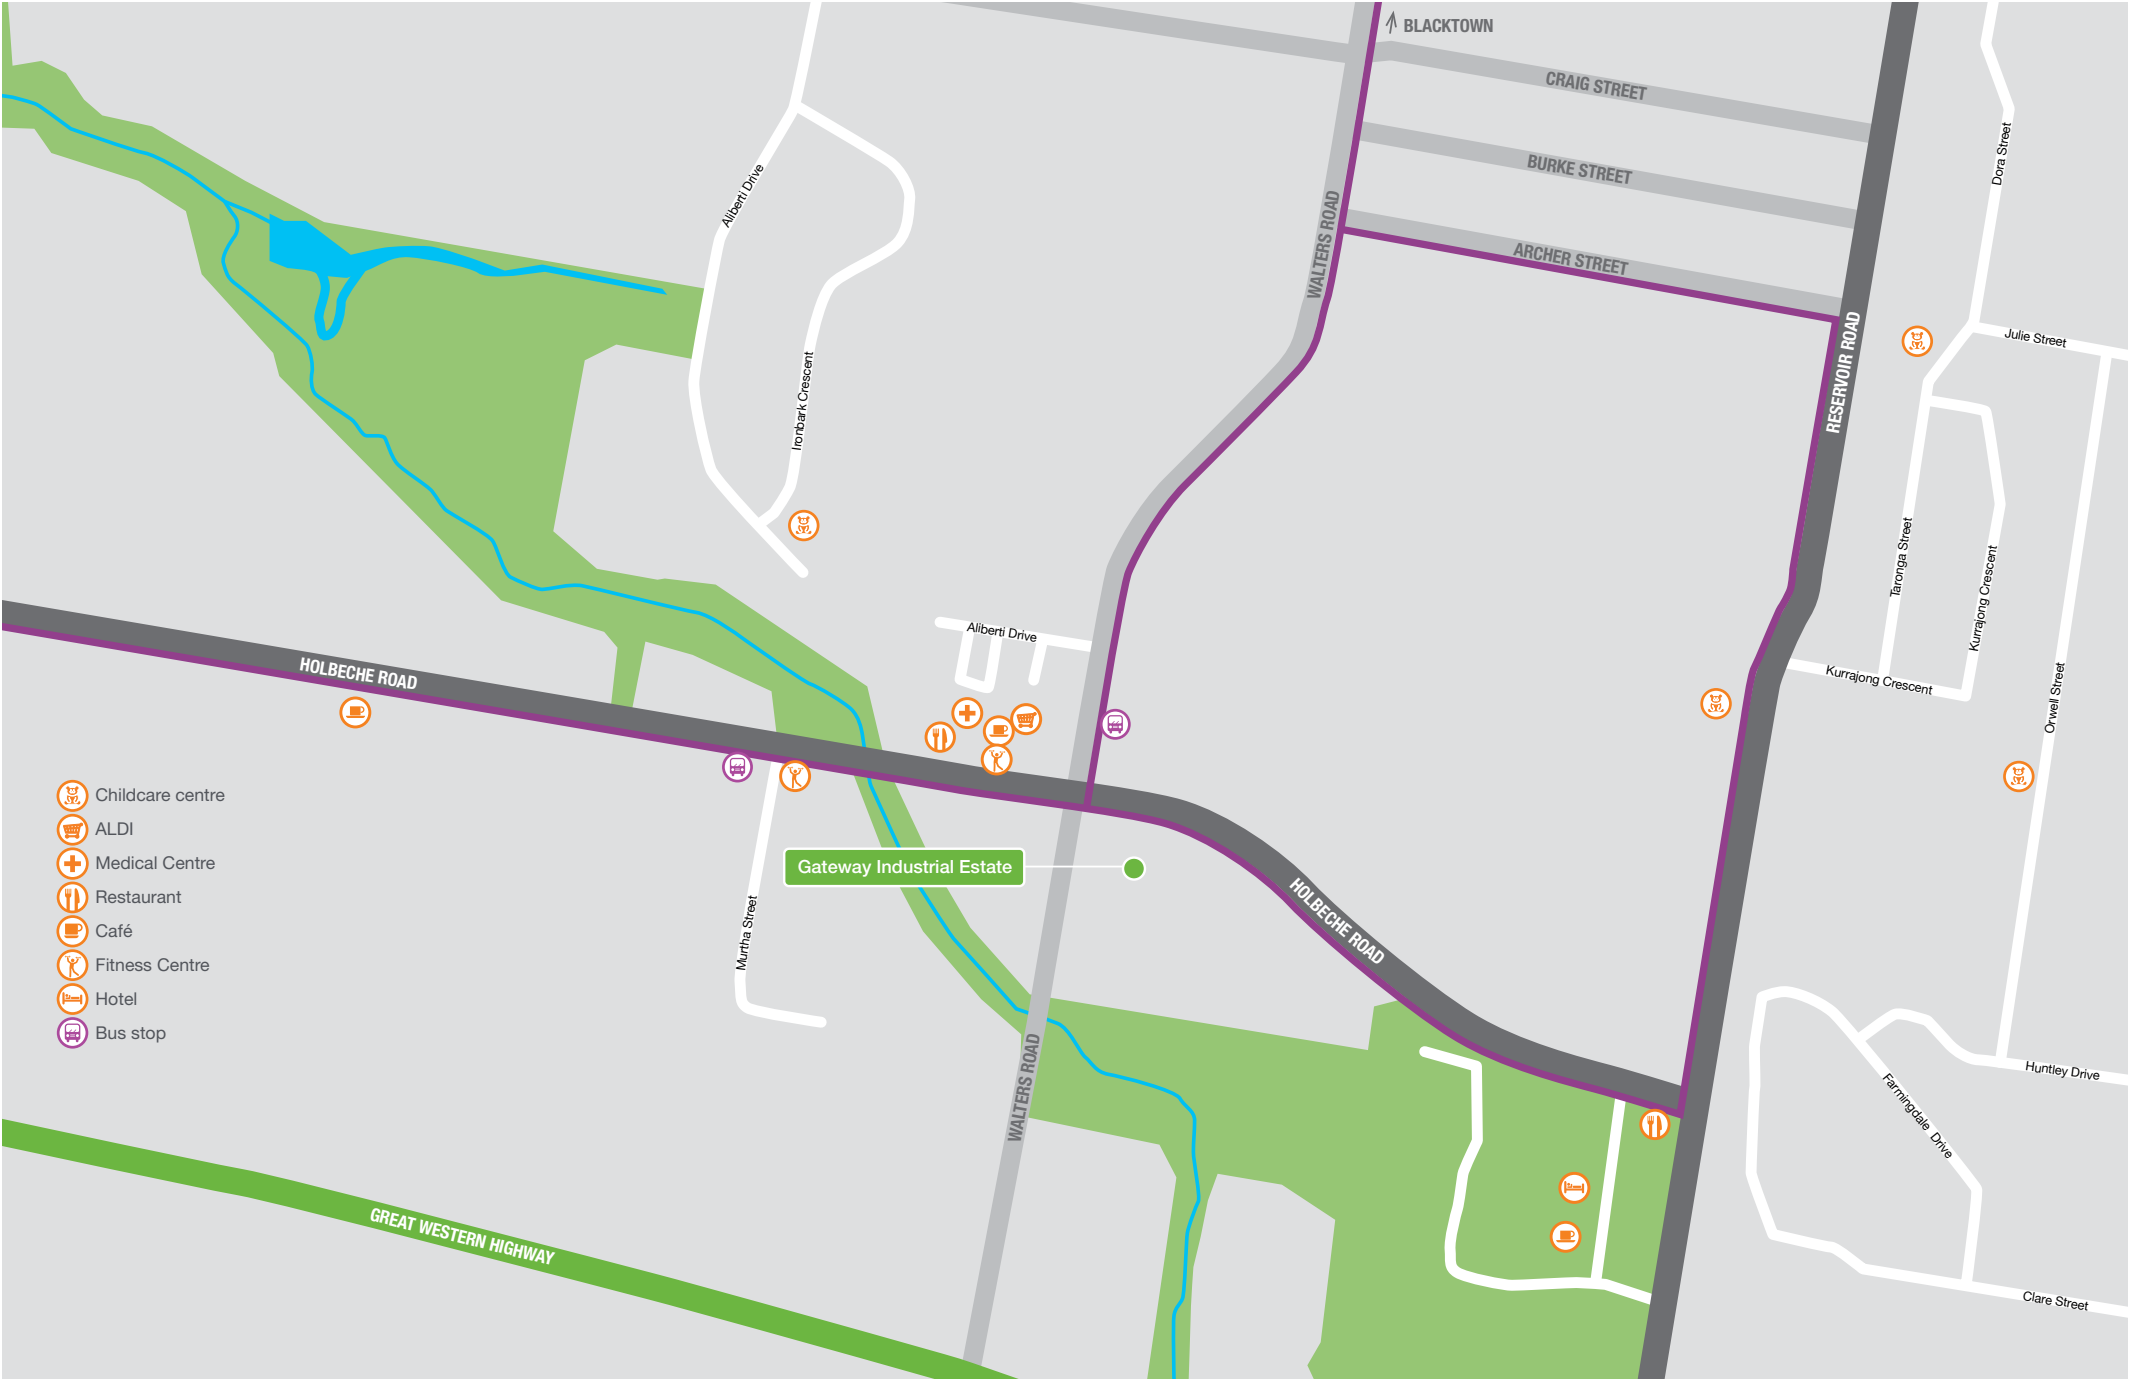 BLACKTOWN
CRAIG STREET
Dora Street
BURKE STREET
Aliberti Drive
WALTERS ROAD
ARCHER STREET
Julie Street
RESERVOIR ROAD
Ironbark Crescent
Taronga Street
Kurrajong Crescent
Aliberti Drive
HOLBECHE ROAD
Kurrajong Crescent
Orwell Street
Childcare centre
ALDI
Medical Centre
Restaurant
Café
Fitness Centre
Hotel
Bus stop
Gateway Industrial Estate
Murtha Street
HOLBECHE ROAD
WALTERS ROAD
Huntley Drive
Farmingdale Drive
GREAT WESTERN HIGHWAY
Clare Street